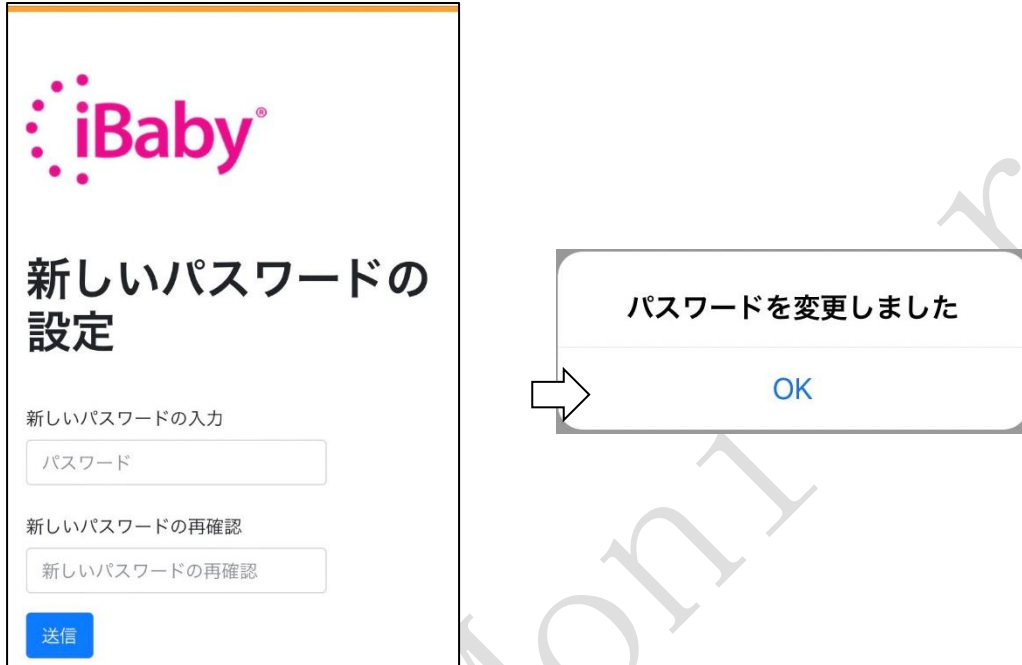 iBaby®
新しいパスワードの
設定
新しいパスワードの入力
パスワード
新しいパスワードの再確認
新しいパスワードの再確認
送信
パスワードを変更しました
OK
Moni
r